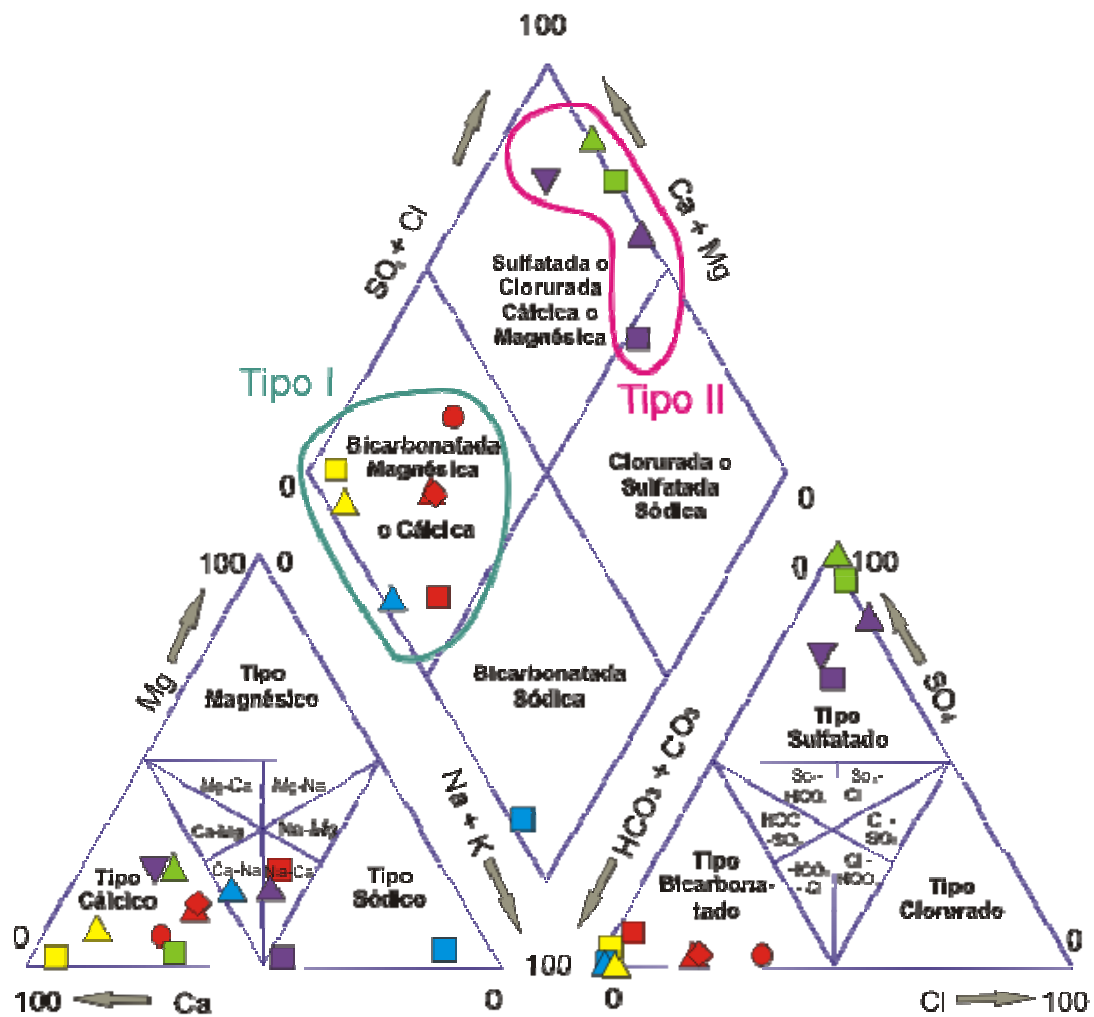 100
SO₄ + Cl
Ca + Mg
Sulfatada o
Clorurada
Cálcica o
Magnésica
Tipo I
Tipo II
Bicarbonatada
Magnésica
o Cálcica
Clorurada o
Sulfatada
Sódica
0
0
100
0
0
100
Mg
Tipo
Magnésico
Bicarbonatada
Sódica
Na + K
HCO₃ + CO₃
SO₄
Tipo
Sulfatado
Mg-Ca
Mg-Na
Ca-Mg
Na-Mg
Ca-Na
Na-Ca
Tipo
Cálcico
Tipo
Sódico
Tipo
Bicarbona-
tado
Cl-
HCO₃
Tipo
Clorurado
0
100
0
0
100
Ca
0
Cl
100